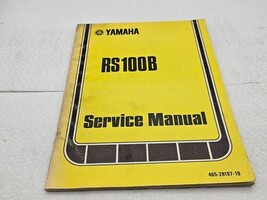 YAMAHA
RS100B
Service Manual
465-28197-10